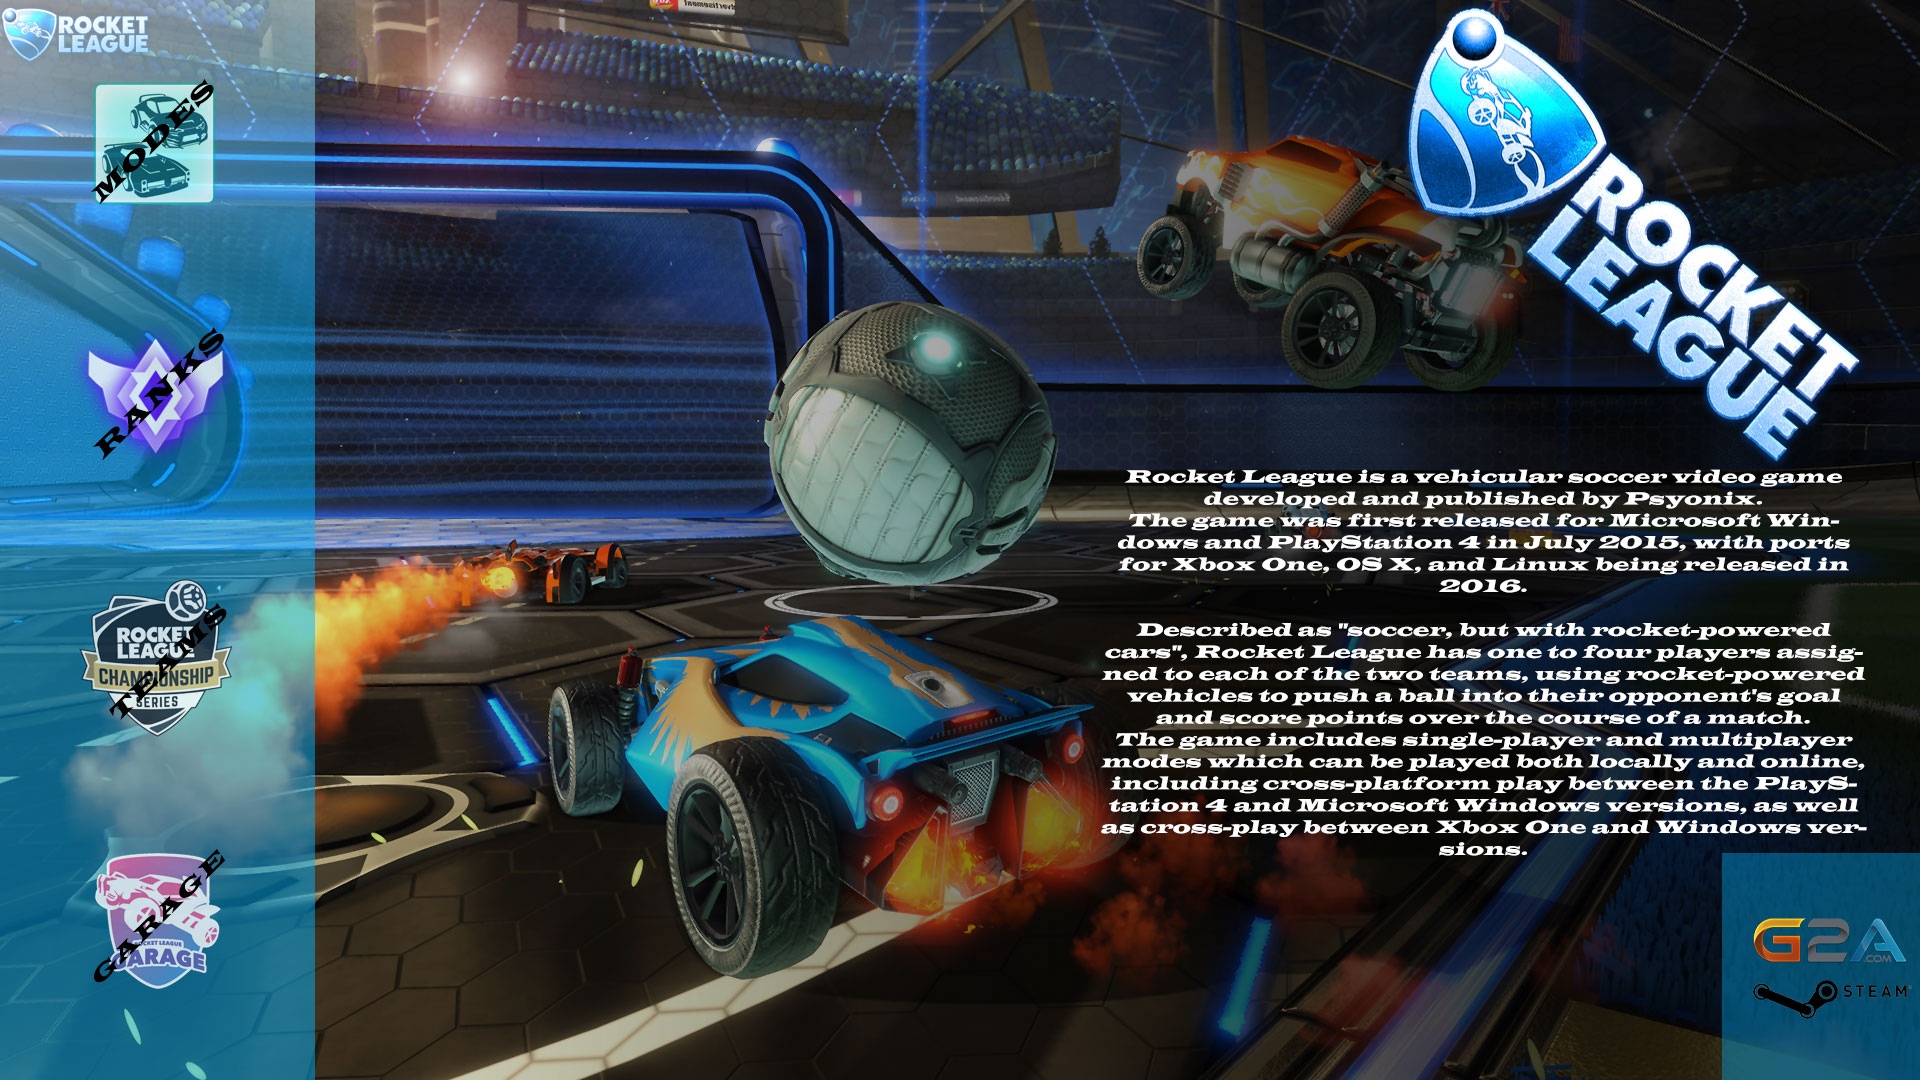 ROCKET
LEAGUE
MODES
RANKS
ROCKET
LEAGUE
CHAMPIONSHIP
SERIES
TEAMS
ROCKET LEAGUE
GARAGE
GARAGE
ROCKET
LEAGUE
Rocket League is a vehicular soccer video game
developed and published by Psyonix.
The game was first released for Microsoft Win-
dows and PlayStation 4 in July 2015, with ports
for Xbox One, OS X, and Linux being released in
2016.
Described as "soccer, but with rocket-powered
cars", Rocket League has one to four players assig-
ned to each of the two teams, using rocket-powered
vehicles to push a ball into their opponent's goal
and score points over the course of a match.
The game includes single-player and multiplayer
modes which can be played both locally and online,
including cross-platform play between the PlayS-
tation 4 and Microsoft Windows versions, as well
as cross-play between Xbox One and Windows ver-
sions.
G2A
.COM
STEAM